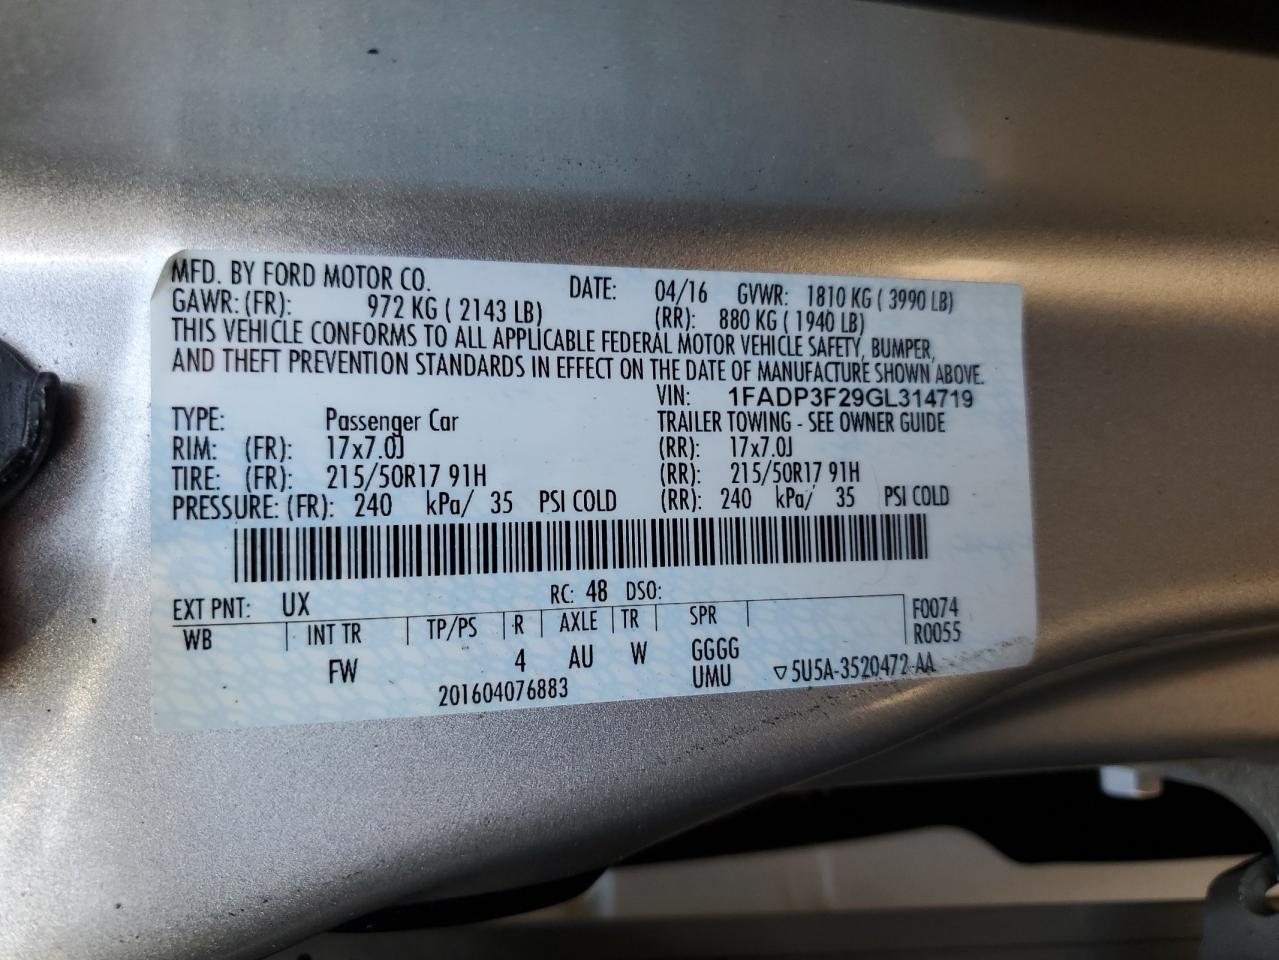 MFD. BY FORD MOTOR CO. DATE: 04/16 GVWR: 1810 KG ( 3990 LB)
GAWR: (FR): 972 KG ( 2143 LB) (RR): 880 KG ( 1940 LB)
THIS VEHICLE CONFORMS TO ALL APPLICABLE FEDERAL MOTOR VEHICLE SAFETY, BUMPER,
AND THEFT PREVENTION STANDARDS IN EFFECT ON THE DATE OF MANUFACTURE SHOWN ABOVE.
VIN: 1FADP3F29GL314719
TYPE: Passenger Car TRAILER TOWING - SEE OWNER GUIDE
RIM: (FR): 17x7.0J (RR): 17x7.0J
TIRE: (FR): 215/50R17 91H (RR): 215/50R17 91H
PRESSURE: (FR): 240 kPa/ 35 PSI COLD (RR): 240 kPa/ 35 PSI COLD
EXT PNT: UX RC: 48 DSO: F0074
WB INT TR TP/PS R AXLE TR SPR R0055
FW 4 AU W GGGG
UMU ▽5U5A-3520472-AA
201604076883